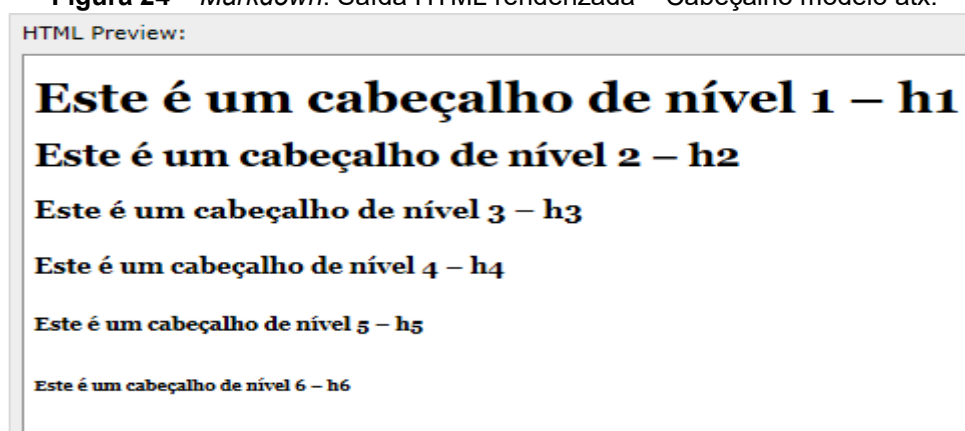 Figura 24 – Markdown: Saída HTML renderizada – Cabeçalho modelo atx.
HTML Preview:
Este é um cabeçalho de nível 1 – h1
Este é um cabeçalho de nível 2 – h2
Este é um cabeçalho de nível 3 – h3
Este é um cabeçalho de nível 4 – h4
Este é um cabeçalho de nível 5 – h5
Este é um cabeçalho de nível 6 – h6